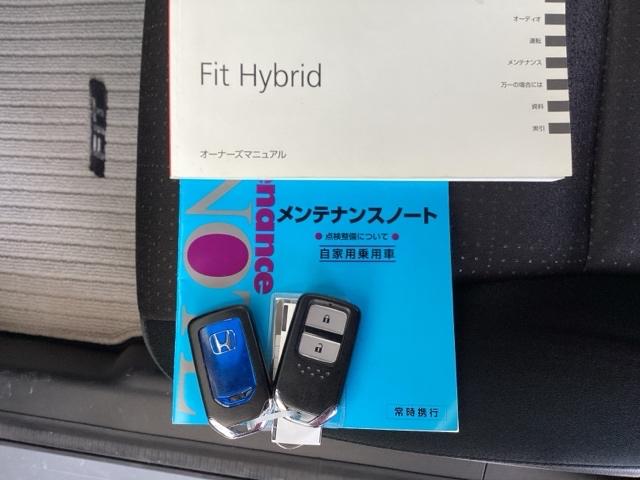 オーディオ
運転
メンテナンス
万一の場合には
資料
索引
Fit Hybrid
オーナーズマニュアル
メンテナンスノート
● 点検整備について ●
自家用乗用車
enance
NOTE
常時携行